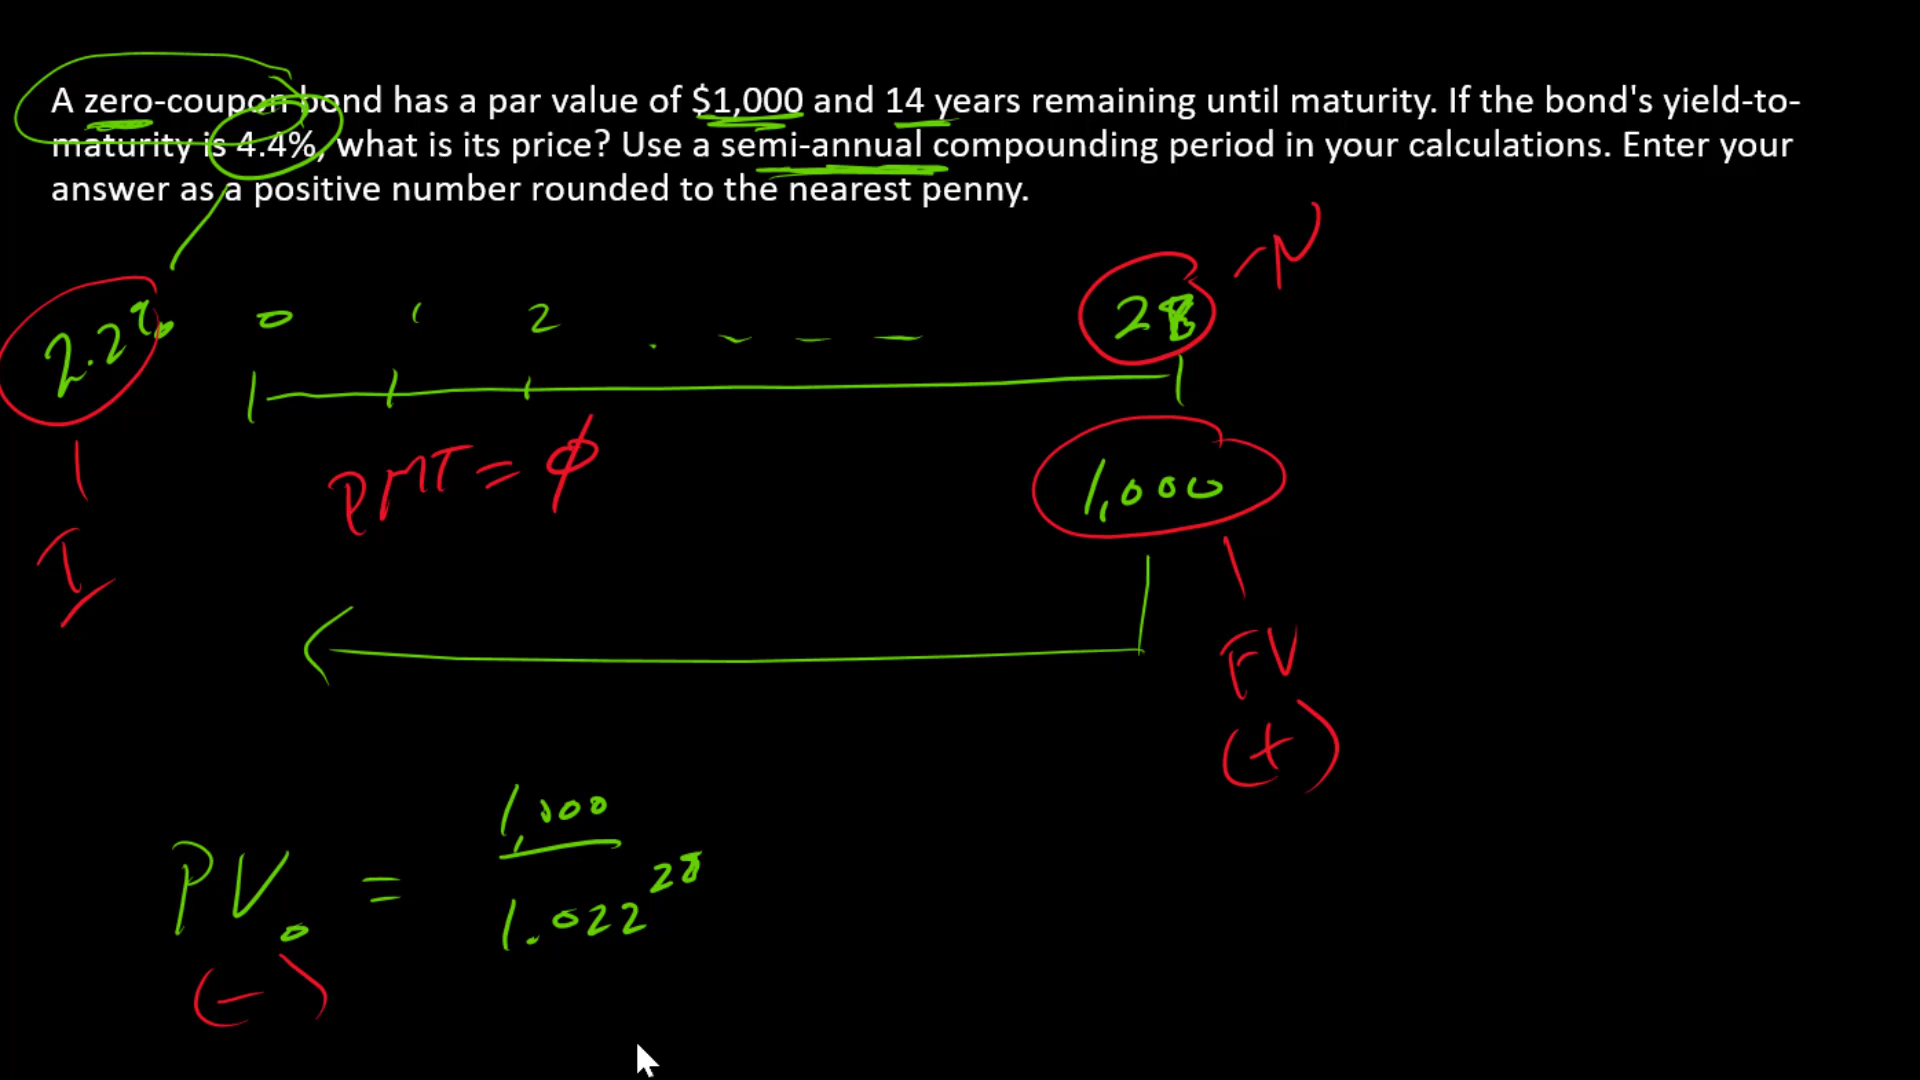 A zero-coupon bond has a par value of $1,000 and 14 years remaining until maturity. If the bond's yield-to-
maturity is 4.4%, what is its price? Use a semi-annual compounding period in your calculations. Enter your
answer as a positive number rounded to the nearest penny.
N
2.2% 0 1 2 . - - - 28
PMT = φ 1,000
I
FV
(+)
1,000
PV₀ = 1.022²⁸
(-)